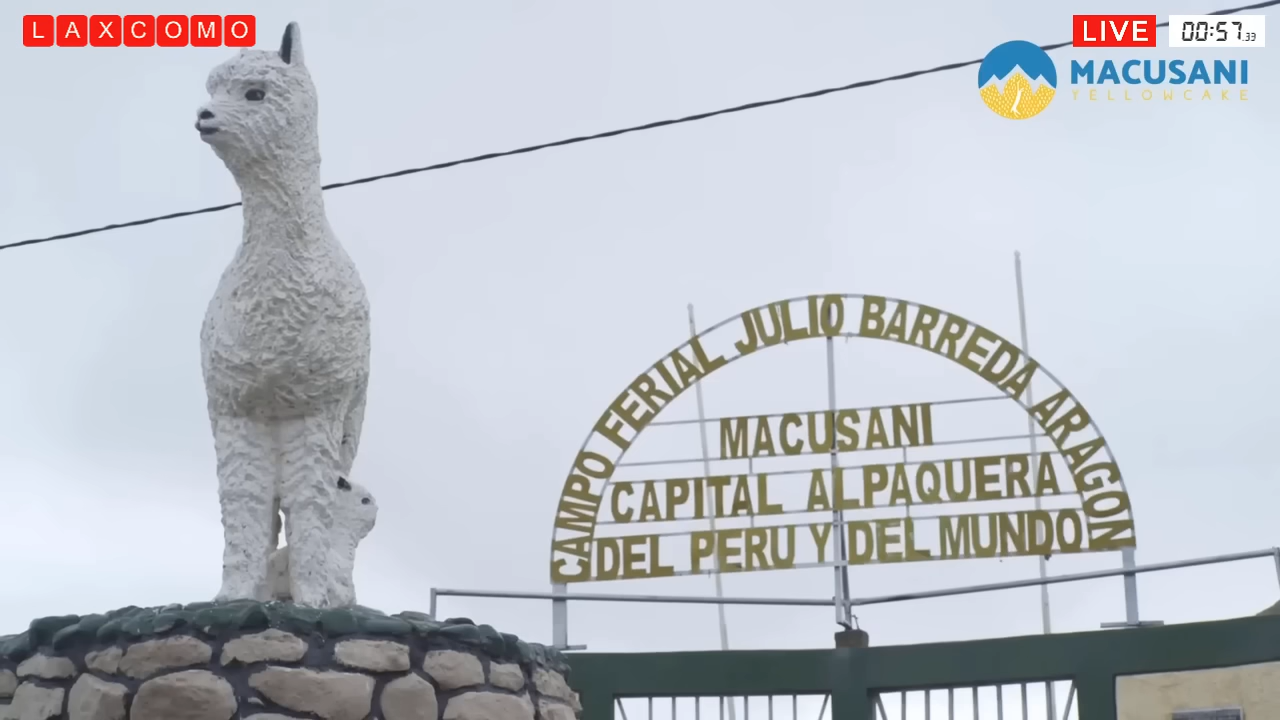 LAXCOMO
LIVE 00:57.33
MACUSANI
YELLOWCAKE
CAMPO FERIAL JULIO BARREDA ARAGON
MACUSANI
CAPITAL ALPAQUERA
DEL PERU Y DEL MUNDO